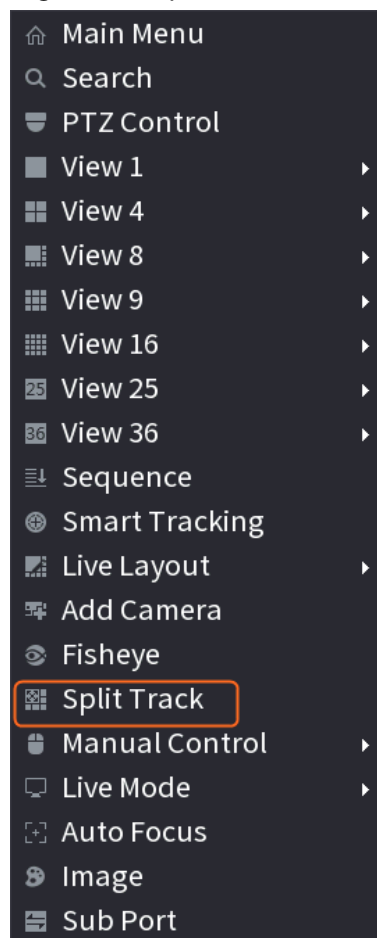 Main Menu
Search
PTZ Control
View 1
View 4
View 8
View 9
View 16
25 View 25
36 View 36
Sequence
Smart Tracking
Live Layout
Add Camera
Fisheye
Split Track
Manual Control
Live Mode
Auto Focus
Image
Sub Port